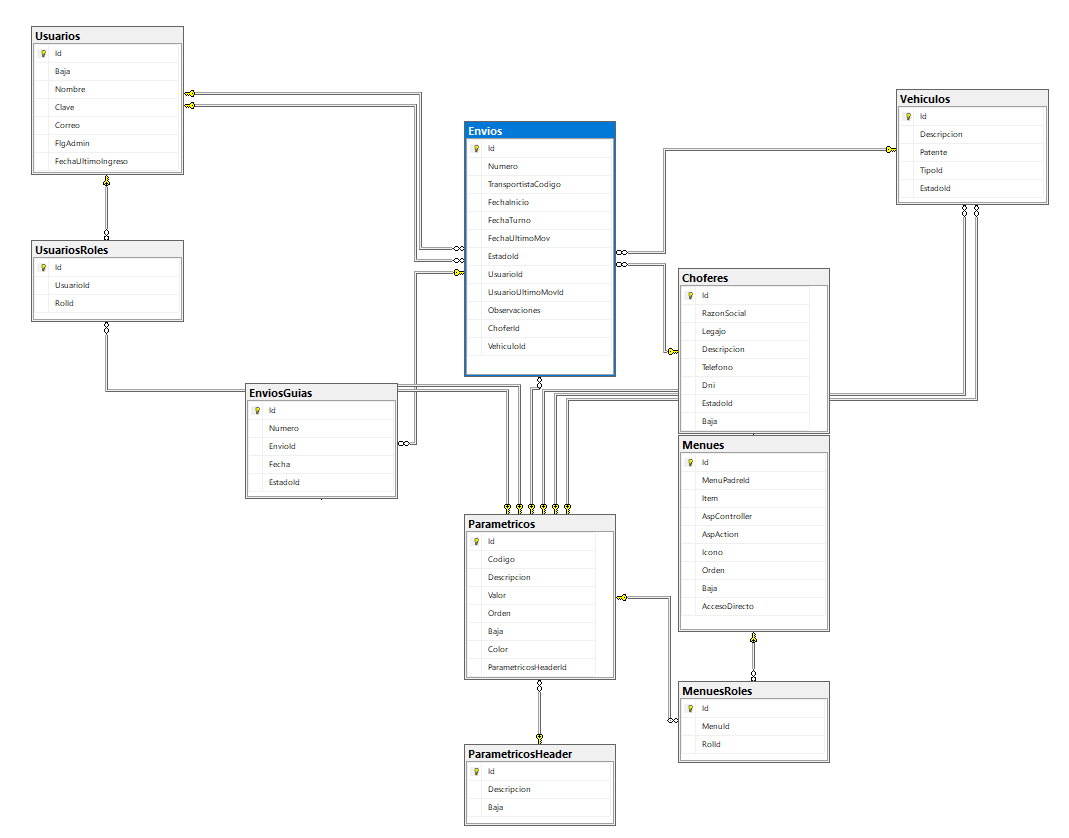 Usuarios
Id
Baja
Nombre
Clave
Correo
FlgAdmin
FechaUltimoIngreso
UsuariosRoles
Id
UsuarioId
RolId
EnviosGuias
Id
Numero
EnvioId
Fecha
EstadoId
Envios
Id
Numero
TransportistaCodigo
FechaInicio
FechaTurno
FechaUltimoMov
EstadoId
UsuarioId
UsuarioUltimoMovId
Observaciones
ChoferId
VehiculoId
Parametricos
Id
Codigo
Descripcion
Valor
Orden
Baja
Color
ParametricosHeaderId
ParametricosHeader
Id
Descripcion
Baja
Vehiculos
Id
Descripcion
Patente
TipoId
EstadoId
Choferes
Id
RazonSocial
Legajo
Descripcion
Telefono
Dni
EstadoId
Baja
Menues
Id
MenuPadreId
Item
AspController
AspAction
Icono
Orden
Baja
AccesoDirecto
MenuesRoles
Id
MenuId
RolId